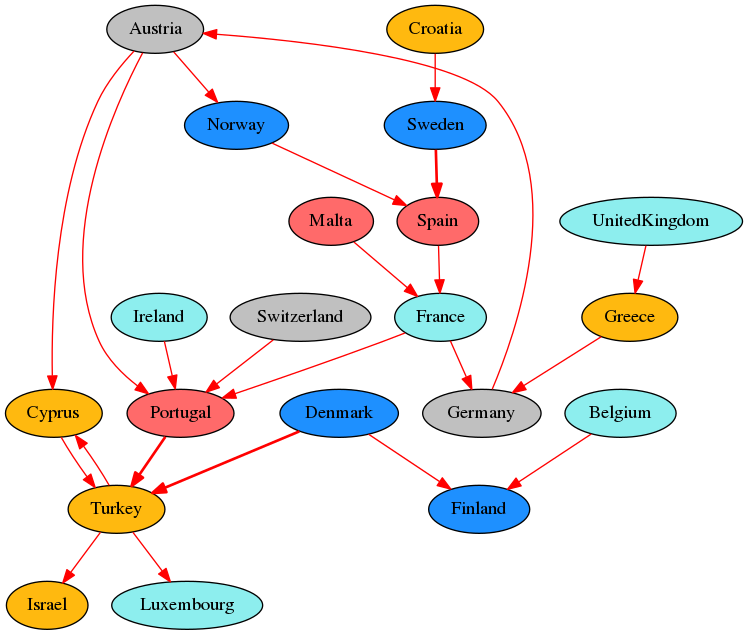 Austria
Croatia
Norway
Sweden
Malta
Spain
UnitedKingdom
Ireland
Switzerland
France
Greece
Cyprus
Portugal
Denmark
Germany
Belgium
Turkey
Finland
Israel
Luxembourg